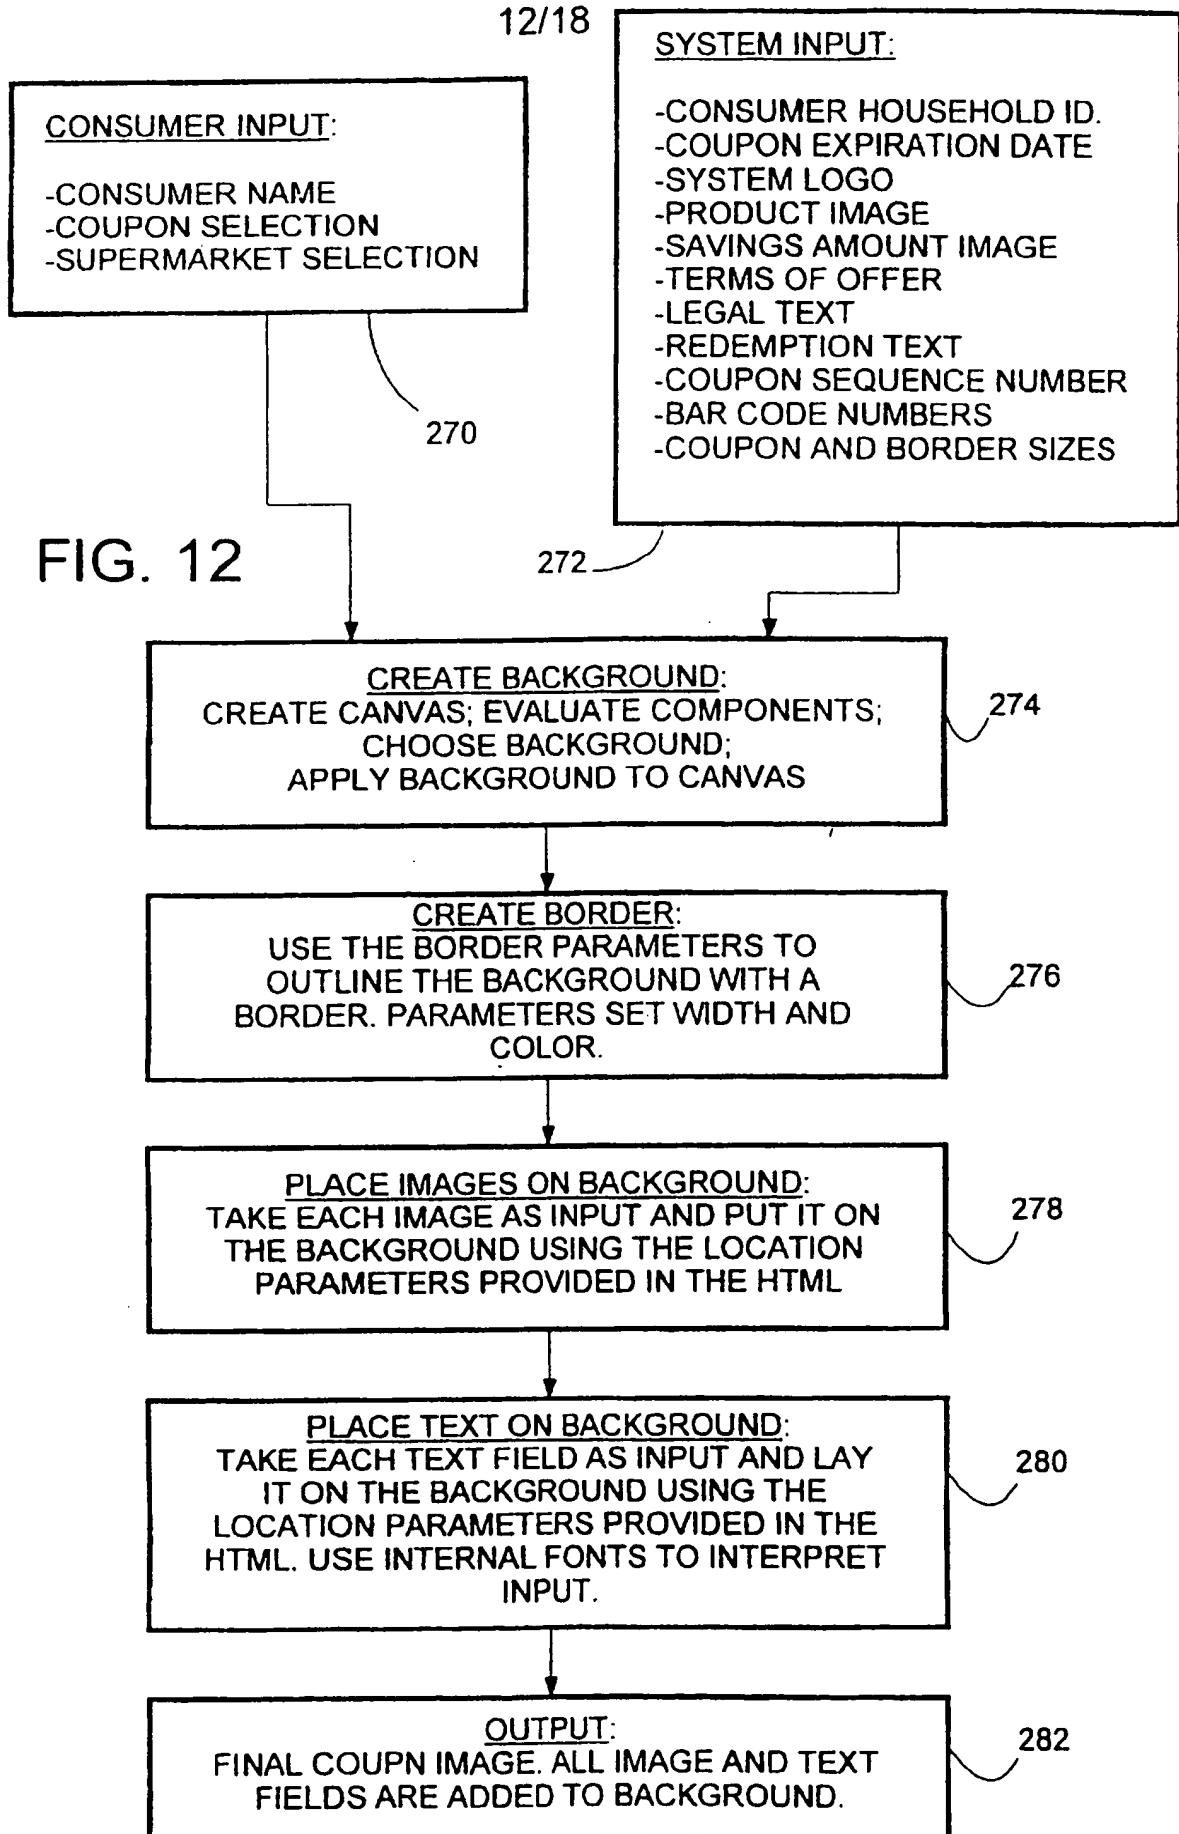 12/18
CONSUMER INPUT:
-CONSUMER NAME
-COUPON SELECTION
-SUPERMARKET SELECTION
270
SYSTEM INPUT:
-CONSUMER HOUSEHOLD ID.
-COUPON EXPIRATION DATE
-SYSTEM LOGO
-PRODUCT IMAGE
-SAVINGS AMOUNT IMAGE
-TERMS OF OFFER
-LEGAL TEXT
-REDEMPTION TEXT
-COUPON SEQUENCE NUMBER
-BAR CODE NUMBERS
-COUPON AND BORDER SIZES
272
FIG. 12
CREATE BACKGROUND:
CREATE CANVAS; EVALUATE COMPONENTS;
CHOOSE BACKGROUND;
APPLY BACKGROUND TO CANVAS
274
CREATE BORDER:
USE THE BORDER PARAMETERS TO
OUTLINE THE BACKGROUND WITH A
BORDER. PARAMETERS SET WIDTH AND
COLOR.
276
PLACE IMAGES ON BACKGROUND:
TAKE EACH IMAGE AS INPUT AND PUT IT ON
THE BACKGROUND USING THE LOCATION
PARAMETERS PROVIDED IN THE HTML
278
PLACE TEXT ON BACKGROUND:
TAKE EACH TEXT FIELD AS INPUT AND LAY
IT ON THE BACKGROUND USING THE
LOCATION PARAMETERS PROVIDED IN THE
HTML. USE INTERNAL FONTS TO INTERPRET
INPUT.
280
OUTPUT:
FINAL COUPN IMAGE. ALL IMAGE AND TEXT
FIELDS ARE ADDED TO BACKGROUND.
282